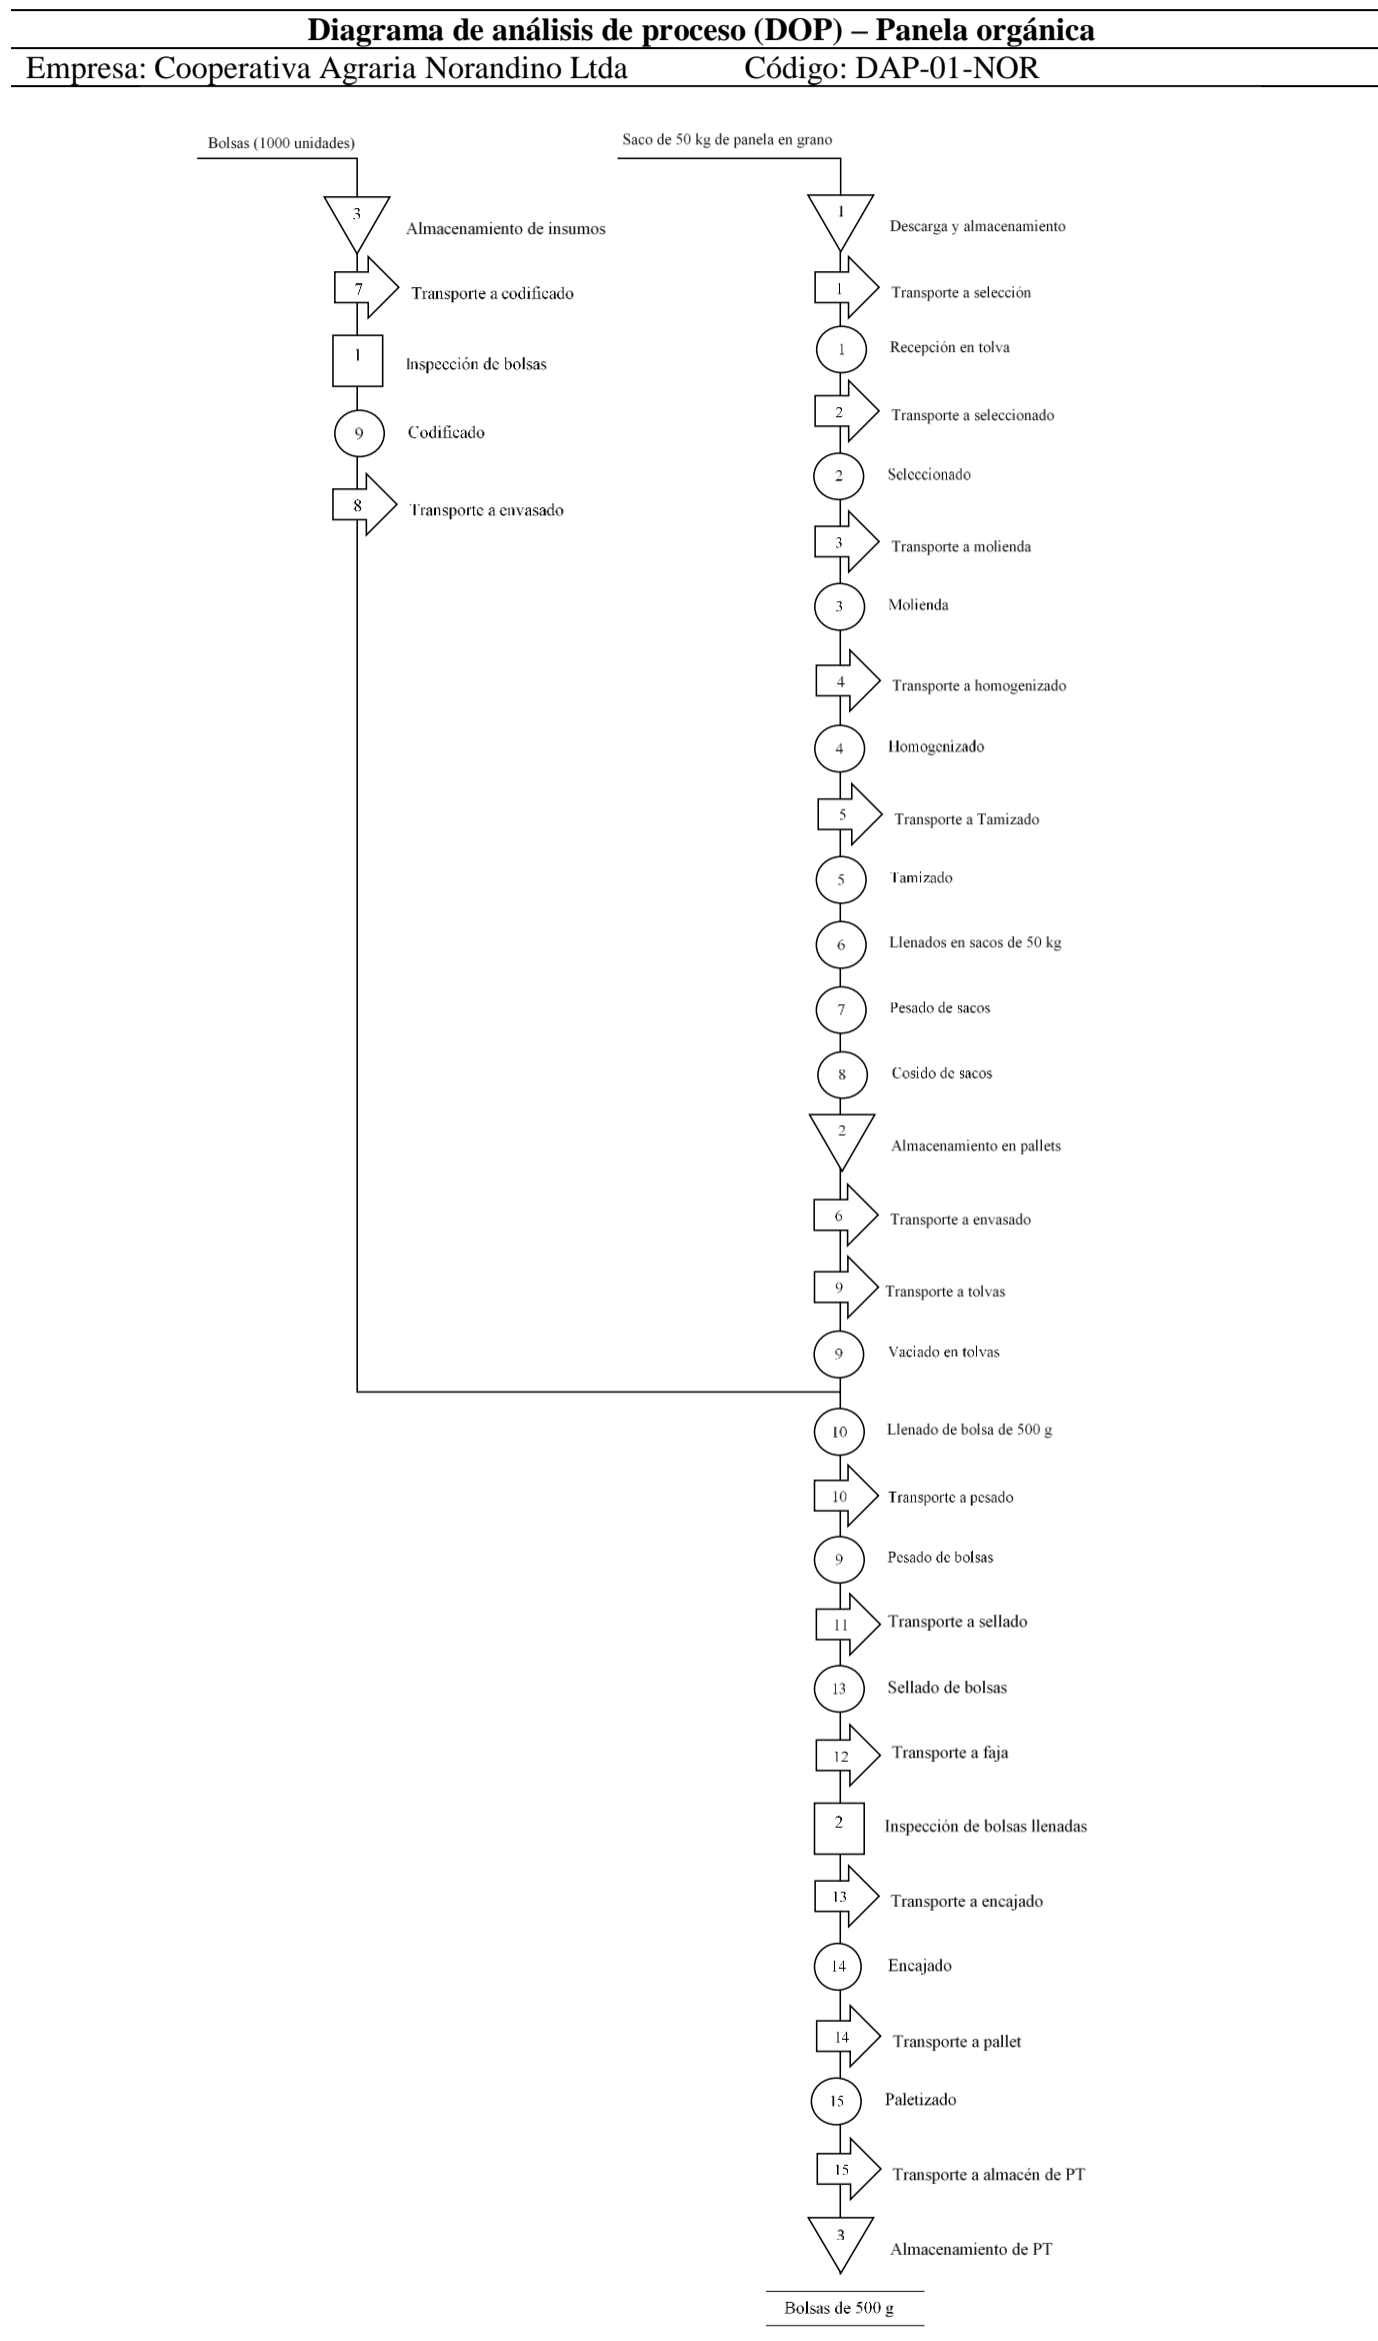 Diagrama de análisis de proceso (DOP) – Panela orgánica
Empresa: Cooperativa Agraria Norandino Ltda Código: DAP-01-NOR
Bolsas (1000 unidades)
3 Almacenamiento de insumos
7 Transporte a codificado
1 Inspección de bolsas
9 Codificado
8 Transporte a envasado
Saco de 50 kg de panela en grano
1 Descarga y almacenamiento
1 Transporte a selección
1 Recepción en tolva
2 Transporte a seleccionado
2 Seleccionado
3 Transporte a molienda
3 Molienda
4 Transporte a homogenizado
4 Homogenizado
5 Transporte a Tamizado
5 Tamizado
6 Llenados en sacos de 50 kg
7 Pesado de sacos
8 Cosido de sacos
2 Almacenamiento en pallets
6 Transporte a envasado
9 Transporte a tolvas
9 Vaciado en tolvas
10 Llenado de bolsa de 500 g
10 Transporte a pesado
9 Pesado de bolsas
11 Transporte a sellado
13 Sellado de bolsas
12 Transporte a faja
2 Inspección de bolsas llenadas
13 Transporte a encajado
14 Encajado
14 Transporte a pallet
15 Paletizado
15 Transporte a almacén de PT
3 Almacenamiento de PT
Bolsas de 500 g